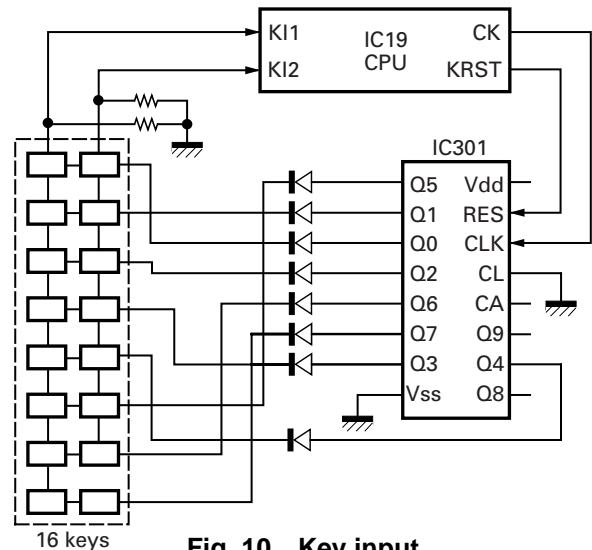 KI1
IC19
CK
KI2
CPU
KRST
IC301
Q5
Vdd
Q1
RES
Q0
CLK
Q2
CL
Q6
CA
Q7
Q9
Q3
Q4
Vss
Q8
16 keys
Fig. 10 Key input